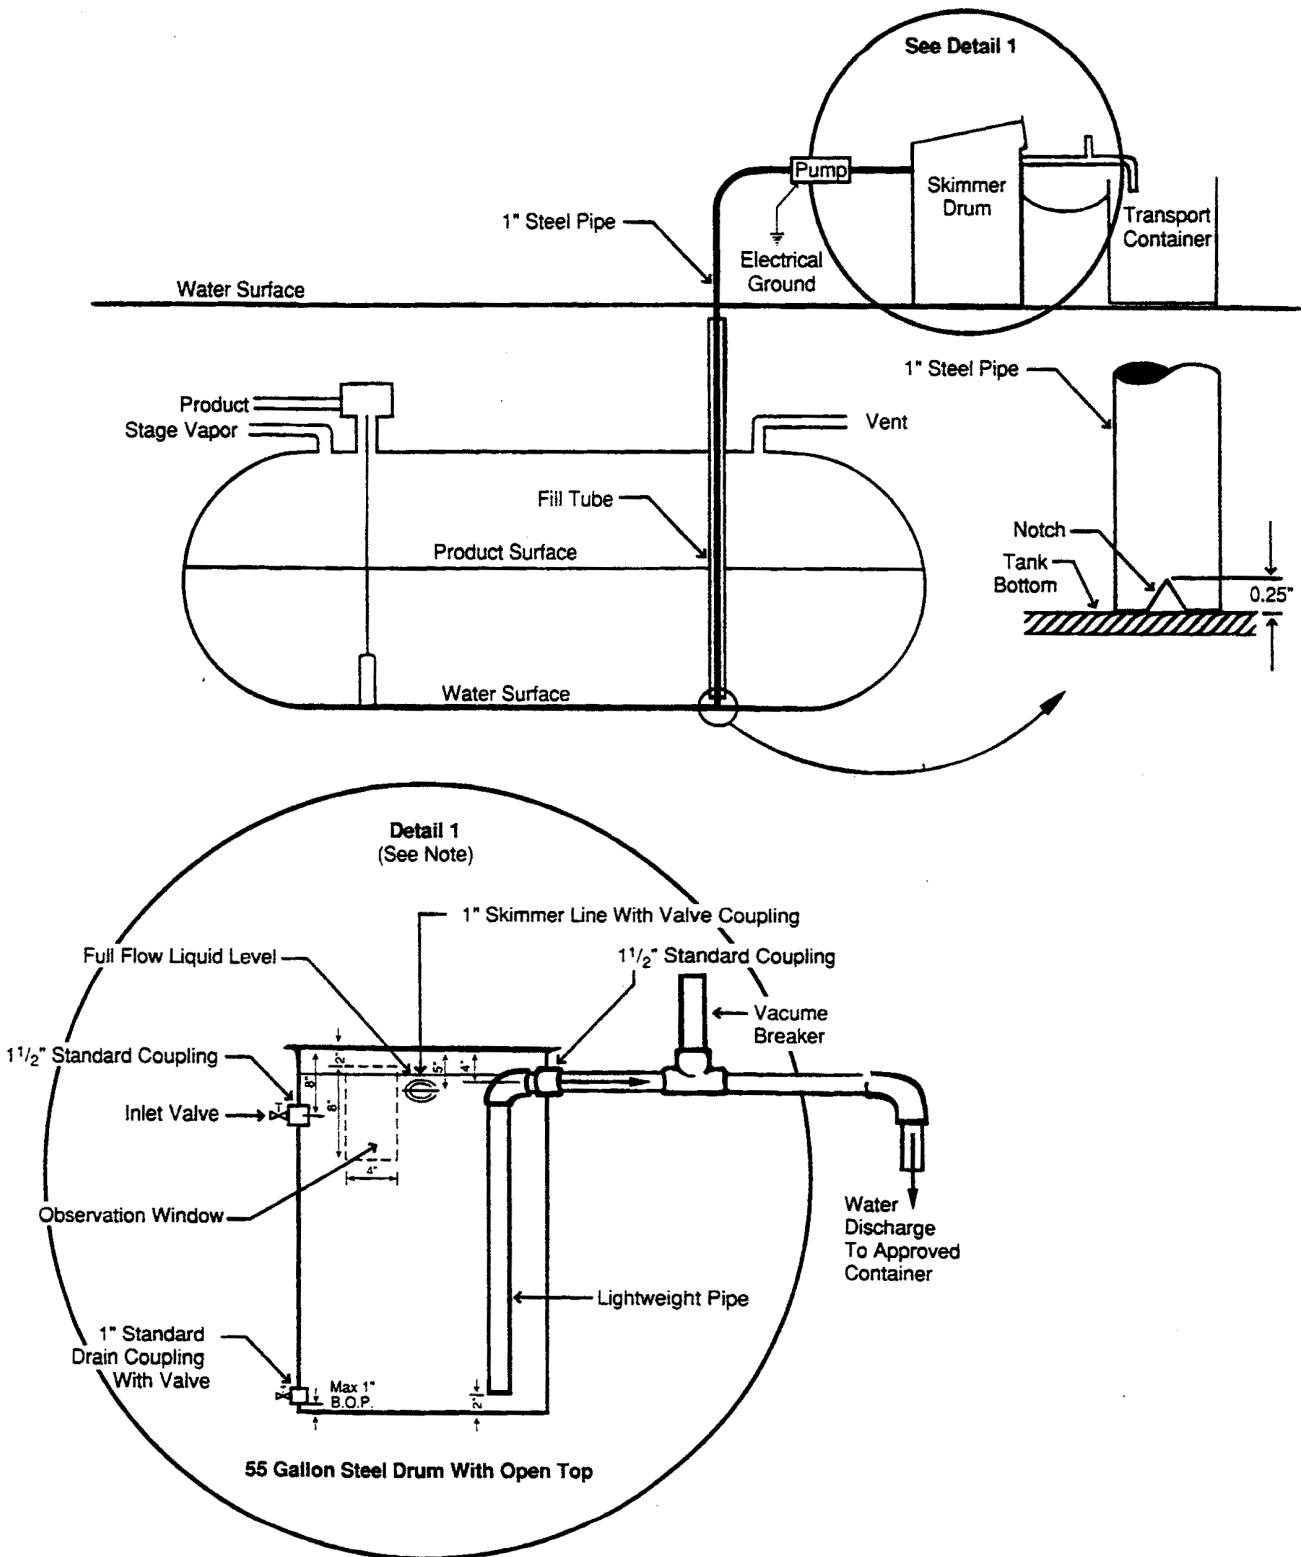 See Detail 1
Pump
Skimmer
Drum
Transport
Container
1" Steel Pipe
Electrical
Ground
Water Surface
1" Steel Pipe
Product
Stage Vapor
Vent
Fill Tube
Notch
Product Surface
Tank
Bottom
0.25"
Water Surface
Detail 1
(See Note)
1" Skimmer Line With Valve Coupling
Full Flow Liquid Level
1 1/2" Standard Coupling
Vacume
Breaker
1 1/2" Standard Coupling
2"
8"
5"
4"
8"
Inlet Valve
4"
Observation Window
Water
Discharge
To Approved
Container
Lightweight Pipe
1" Standard
Drain Coupling
With Valve
Max 1"
B.O.P.
2"
55 Gallon Steel Drum With Open Top